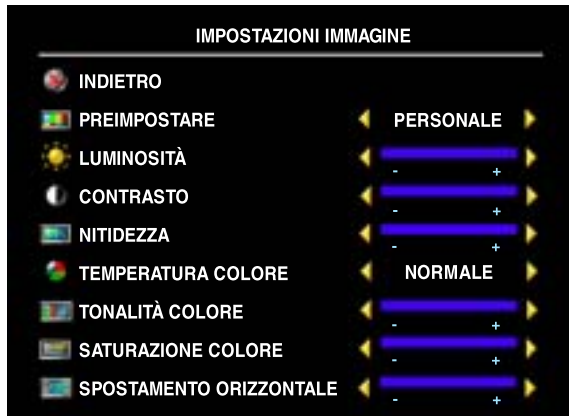 IMPOSTAZIONI IMMAGINE
INDIETRO
PREIMPOSTARE PERSONALE
LUMINOSITÀ
- +
CONTRASTO
- +
NITIDEZZA
- +
TEMPERATURA COLORE NORMALE
TONALITÀ COLORE
- +
SATURAZIONE COLORE
- +
SPOSTAMENTO ORIZZONTALE
- +